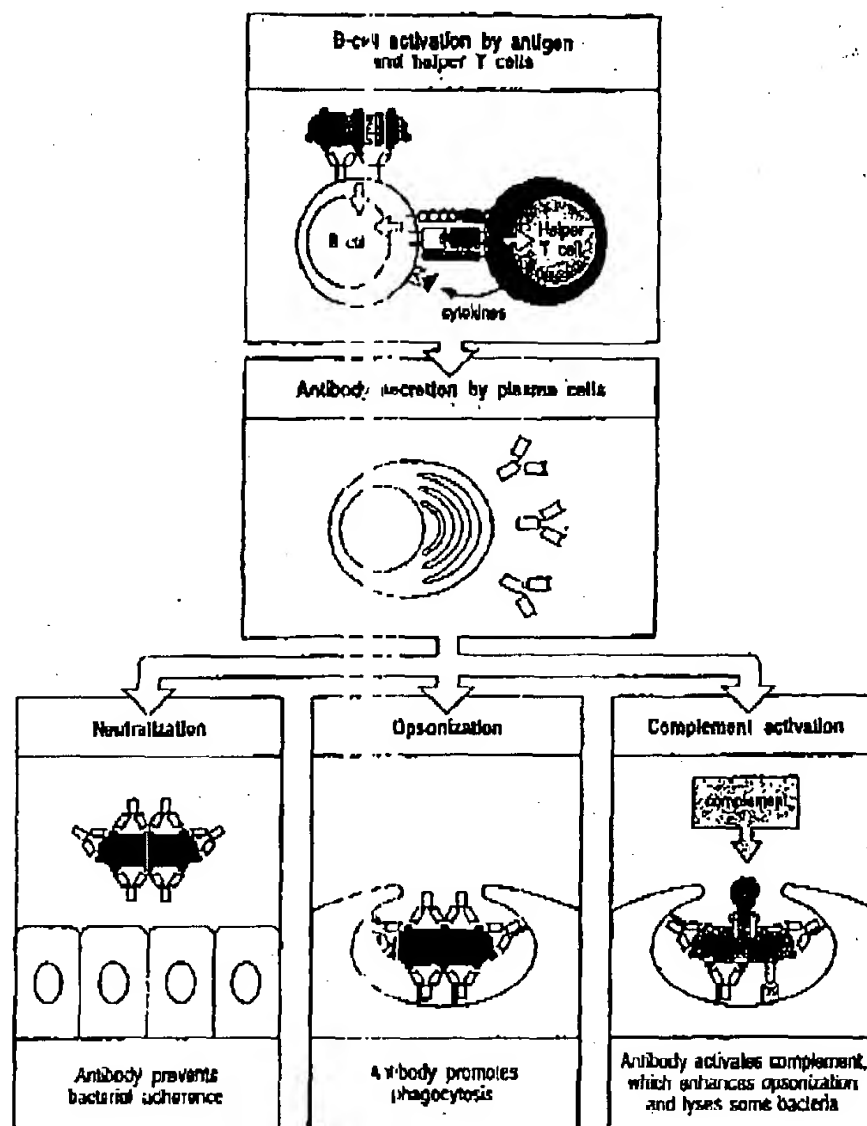 B-cell activation by antigen
and helper T cells
B cell
Helper
T cell
cytokines
Antibody secretion by plasma cells
Neutralization
Opsonization
Complement activation
complement
Antibody prevents
bacterial adherence
Antibody promotes
phagocytosis
Antibody activates complement,
which enhances opsonization
and lyses some bacteria